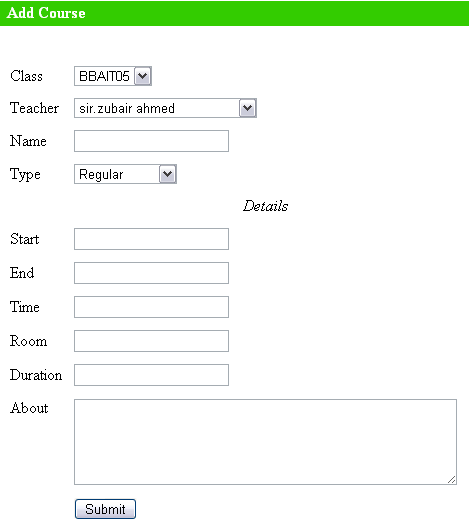 Add Course
Class BBAIT05
Teacher sir.zubair ahmed
Name
Type Regular
Details
Start
End
Time
Room
Duration
About
Submit